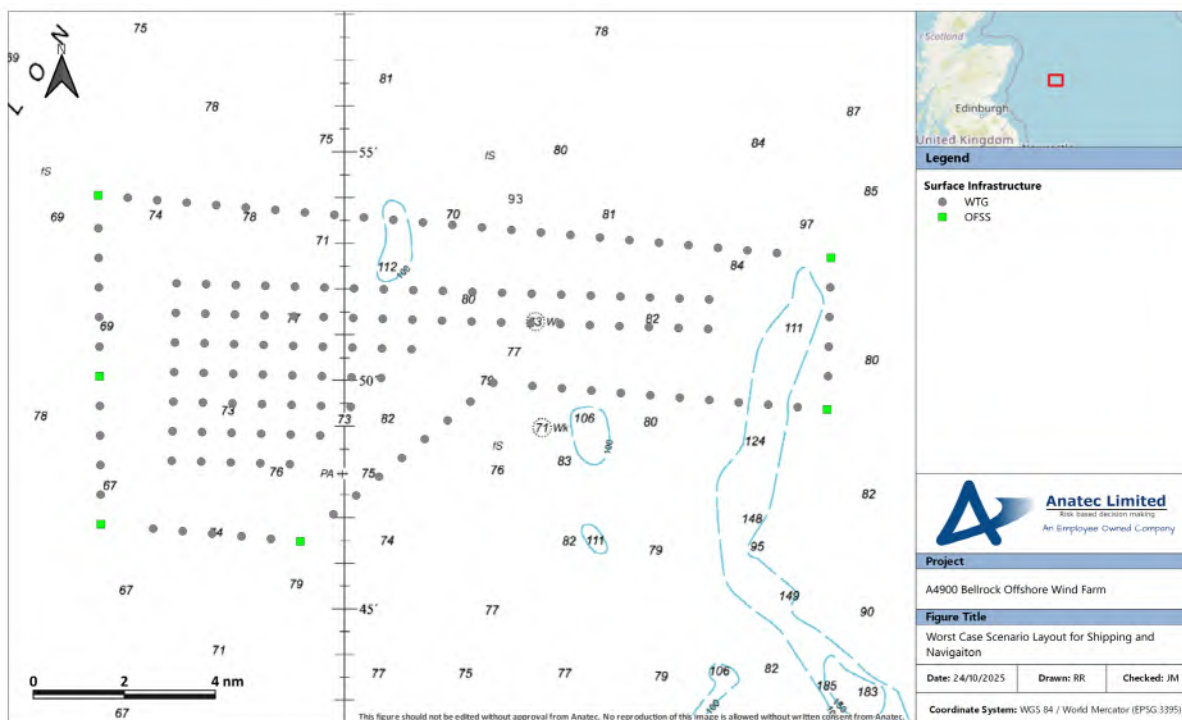 75
78
69
L O N
81
78
87
75
84
55'
80
fS
fS
85
93
69
74
78
70
81
97
71
84
112
100
80
82
77
111
69
77
80
79
50'
78
73
73
82
106
80
71 Wk
fS
100
124
83
76
75
PA
76
82
67
148
74
74
82
111
79
95
79
67
149
45'
77
90
71
77
75
77
79
106
82
185
183
100
0 2 4 nm
67
This figure should not be edited without approval from Anatec. No reproduction of this image is allowed without written consent from Anatec.
Scotland
Edinburgh
United Kingdom
Legend
Surface Infrastructure
WTG
OFSS
Anatec Limited
Risk based decision making
An Employee Owned Company
Project
A4900 Bellrock Offshore Wind Farm
Figure Title
Worst Case Scenario Layout for Shipping and
Navigaiton
Date: 24/10/2025 Drawn: RR Checked: JM
Coordinate System: WGS 84 / World Mercator (EPSG:3395)